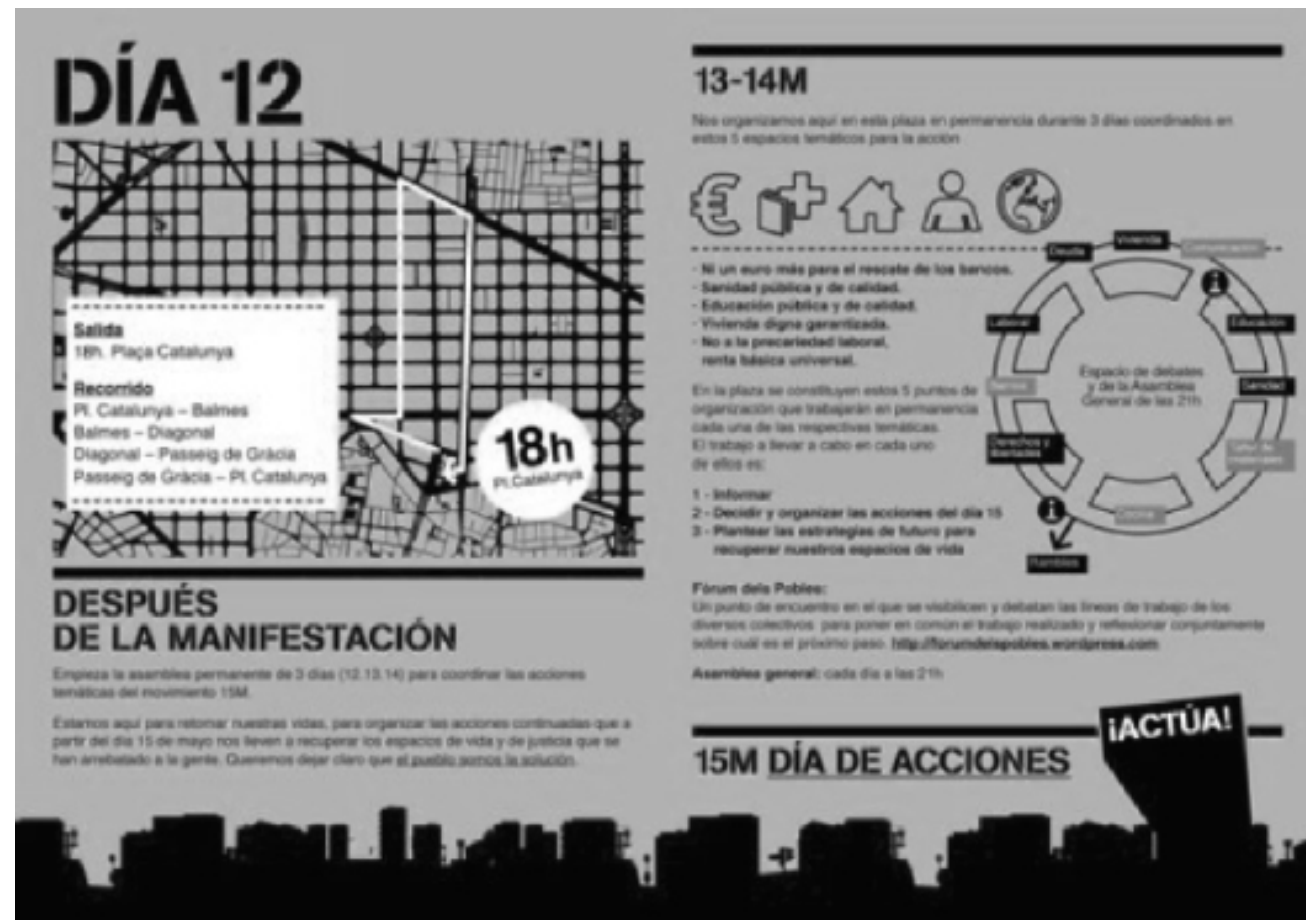 DÍA 12
Salida
18h. Plaça Catalunya
Recorrido
Pl. Catalunya – Balmes
Balmes – Diagonal
Diagonal – Passeig de Gràcia
Passeig de Gràcia – Pl. Catalunya
18h
Pl.Catalunya
DESPUÉS
DE LA MANIFESTACIÓN
Empieza la asamblea permanente de 3 días (12.13.14) para coordinar las acciones
temáticas del movimiento 15M.
Estamos aquí para retomar nuestras vidas, para organizar las acciones continuadas que a
partir del día 15 de mayo nos lleven a recuperar los espacios de vida y de justicia que se
han arrebatado a la gente. Queremos dejar claro que el pueblo somos la solución.
13-14M
Nos organizamos aquí en esta plaza en permanencia durante 3 días coordinados en
estos 5 espacios temáticos para la acción
- Ni un euro más para el rescate de los bancos.
- Sanidad pública y de calidad.
- Educación pública y de calidad.
- Vivienda digna garantizada.
- No a la precariedad laboral,
renta básica universal.
En la plaza se constituyen estos 5 puntos de
organización que trabajarán en permanencia
cada una de las respectivas temáticas.
El trabajo a llevar a cabo en cada uno
de ellos es:
1 - Informar
2 - Decidir y organizar las acciones del día 15
3 - Plantear las estrategias de futuro para
recuperar nuestros espacios de vida
Deuda
Vivienda
Comunicación
Laboral
Educación
Espacio de debates
y de la Asamblea
General de las 21h
Sanidad
Derechos y
libertades
Rambles
Fòrum dels Pobles:
Un punto de encuentro en el que se visibilicen y debatan las líneas de trabajo de los
diversos colectivos para poner en común el trabajo realizado y reflexionar conjuntamente
sobre cuál es el próximo paso. http://forumdelspobles.wordpress.com
Asamblea general: cada día a las 21h
¡ACTÚA!
15M DÍA DE ACCIONES